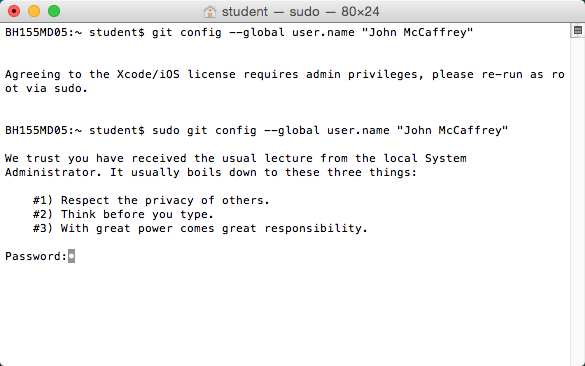 student — sudo — 80×24
BH155MD05:~ student$ git config --global user.name "John McCaffrey"
Agreeing to the Xcode/iOS license requires admin privileges, please re-run as ro
ot via sudo.
BH155MD05:~ student$ sudo git config --global user.name "John McCaffrey"
We trust you have received the usual lecture from the local System
Administrator. It usually boils down to these three things:
#1) Respect the privacy of others.
#2) Think before you type.
#3) With great power comes great responsibility.
Password: